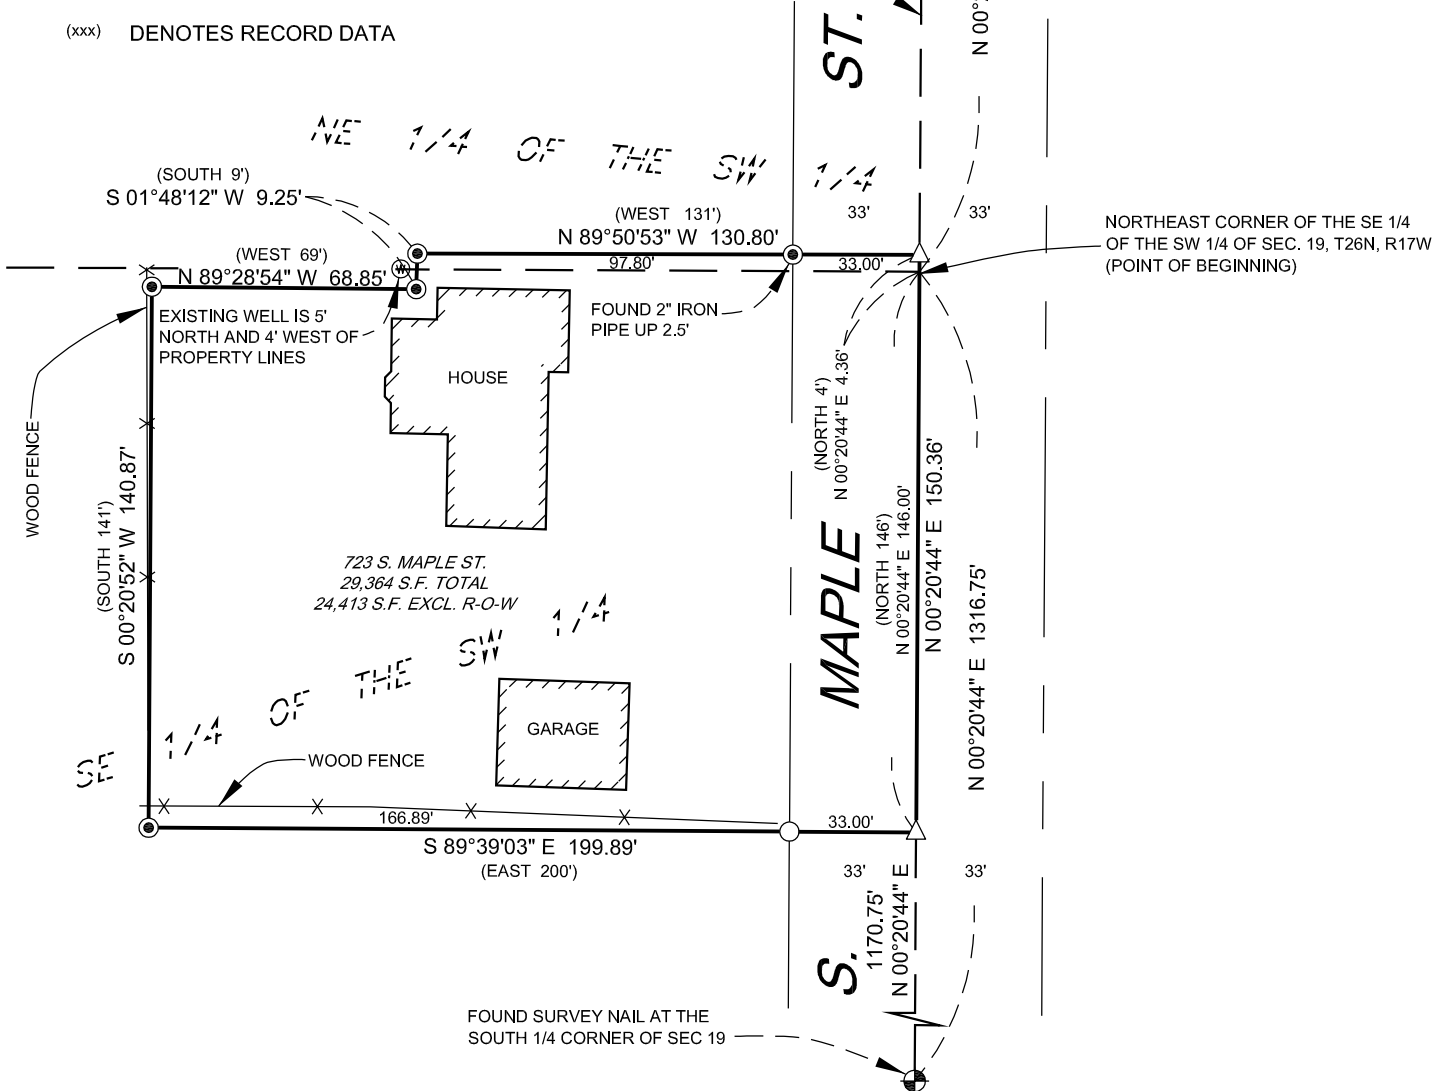 (xxx) DENOTES RECORD DATA
ST.
N 00°
NE 1/4 OF THE SW 1/4
(SOUTH 9')
S 01°48'12" W 9.25'
(WEST 131')
N 89°50'53" W 130.80'
33'
33'
97.80'
33.00'
NORTHEAST CORNER OF THE SE 1/4
OF THE SW 1/4 OF SEC. 19, T26N, R17W
(POINT OF BEGINNING)
(WEST 69')
N 89°28'54" W 68.85'
W
EXISTING WELL IS 5'
NORTH AND 4' WEST OF
PROPERTY LINES
FOUND 2" IRON
PIPE UP 2.5'
HOUSE
WOOD FENCE
(SOUTH 141')
S 00°20'52" W 140.87'
(NORTH 4')
N 00°20'44" E 4.36'
(NORTH 146')
N 00°20'44" E 146.00'
N 00°20'44" E 150.36'
N 00°20'44" E 1316.75'
MAPLE
723 S. MAPLE ST.
29,364 S.F. TOTAL
24,413 S.F. EXCL. R-O-W
SE 1/4 OF THE SW 1/4
GARAGE
WOOD FENCE
166.89'
33.00'
S 89°39'03" E 199.89'
(EAST 200')
33'
33'
S.
1170.75'
N 00°20'44" E
FOUND SURVEY NAIL AT THE
SOUTH 1/4 CORNER OF SEC 19